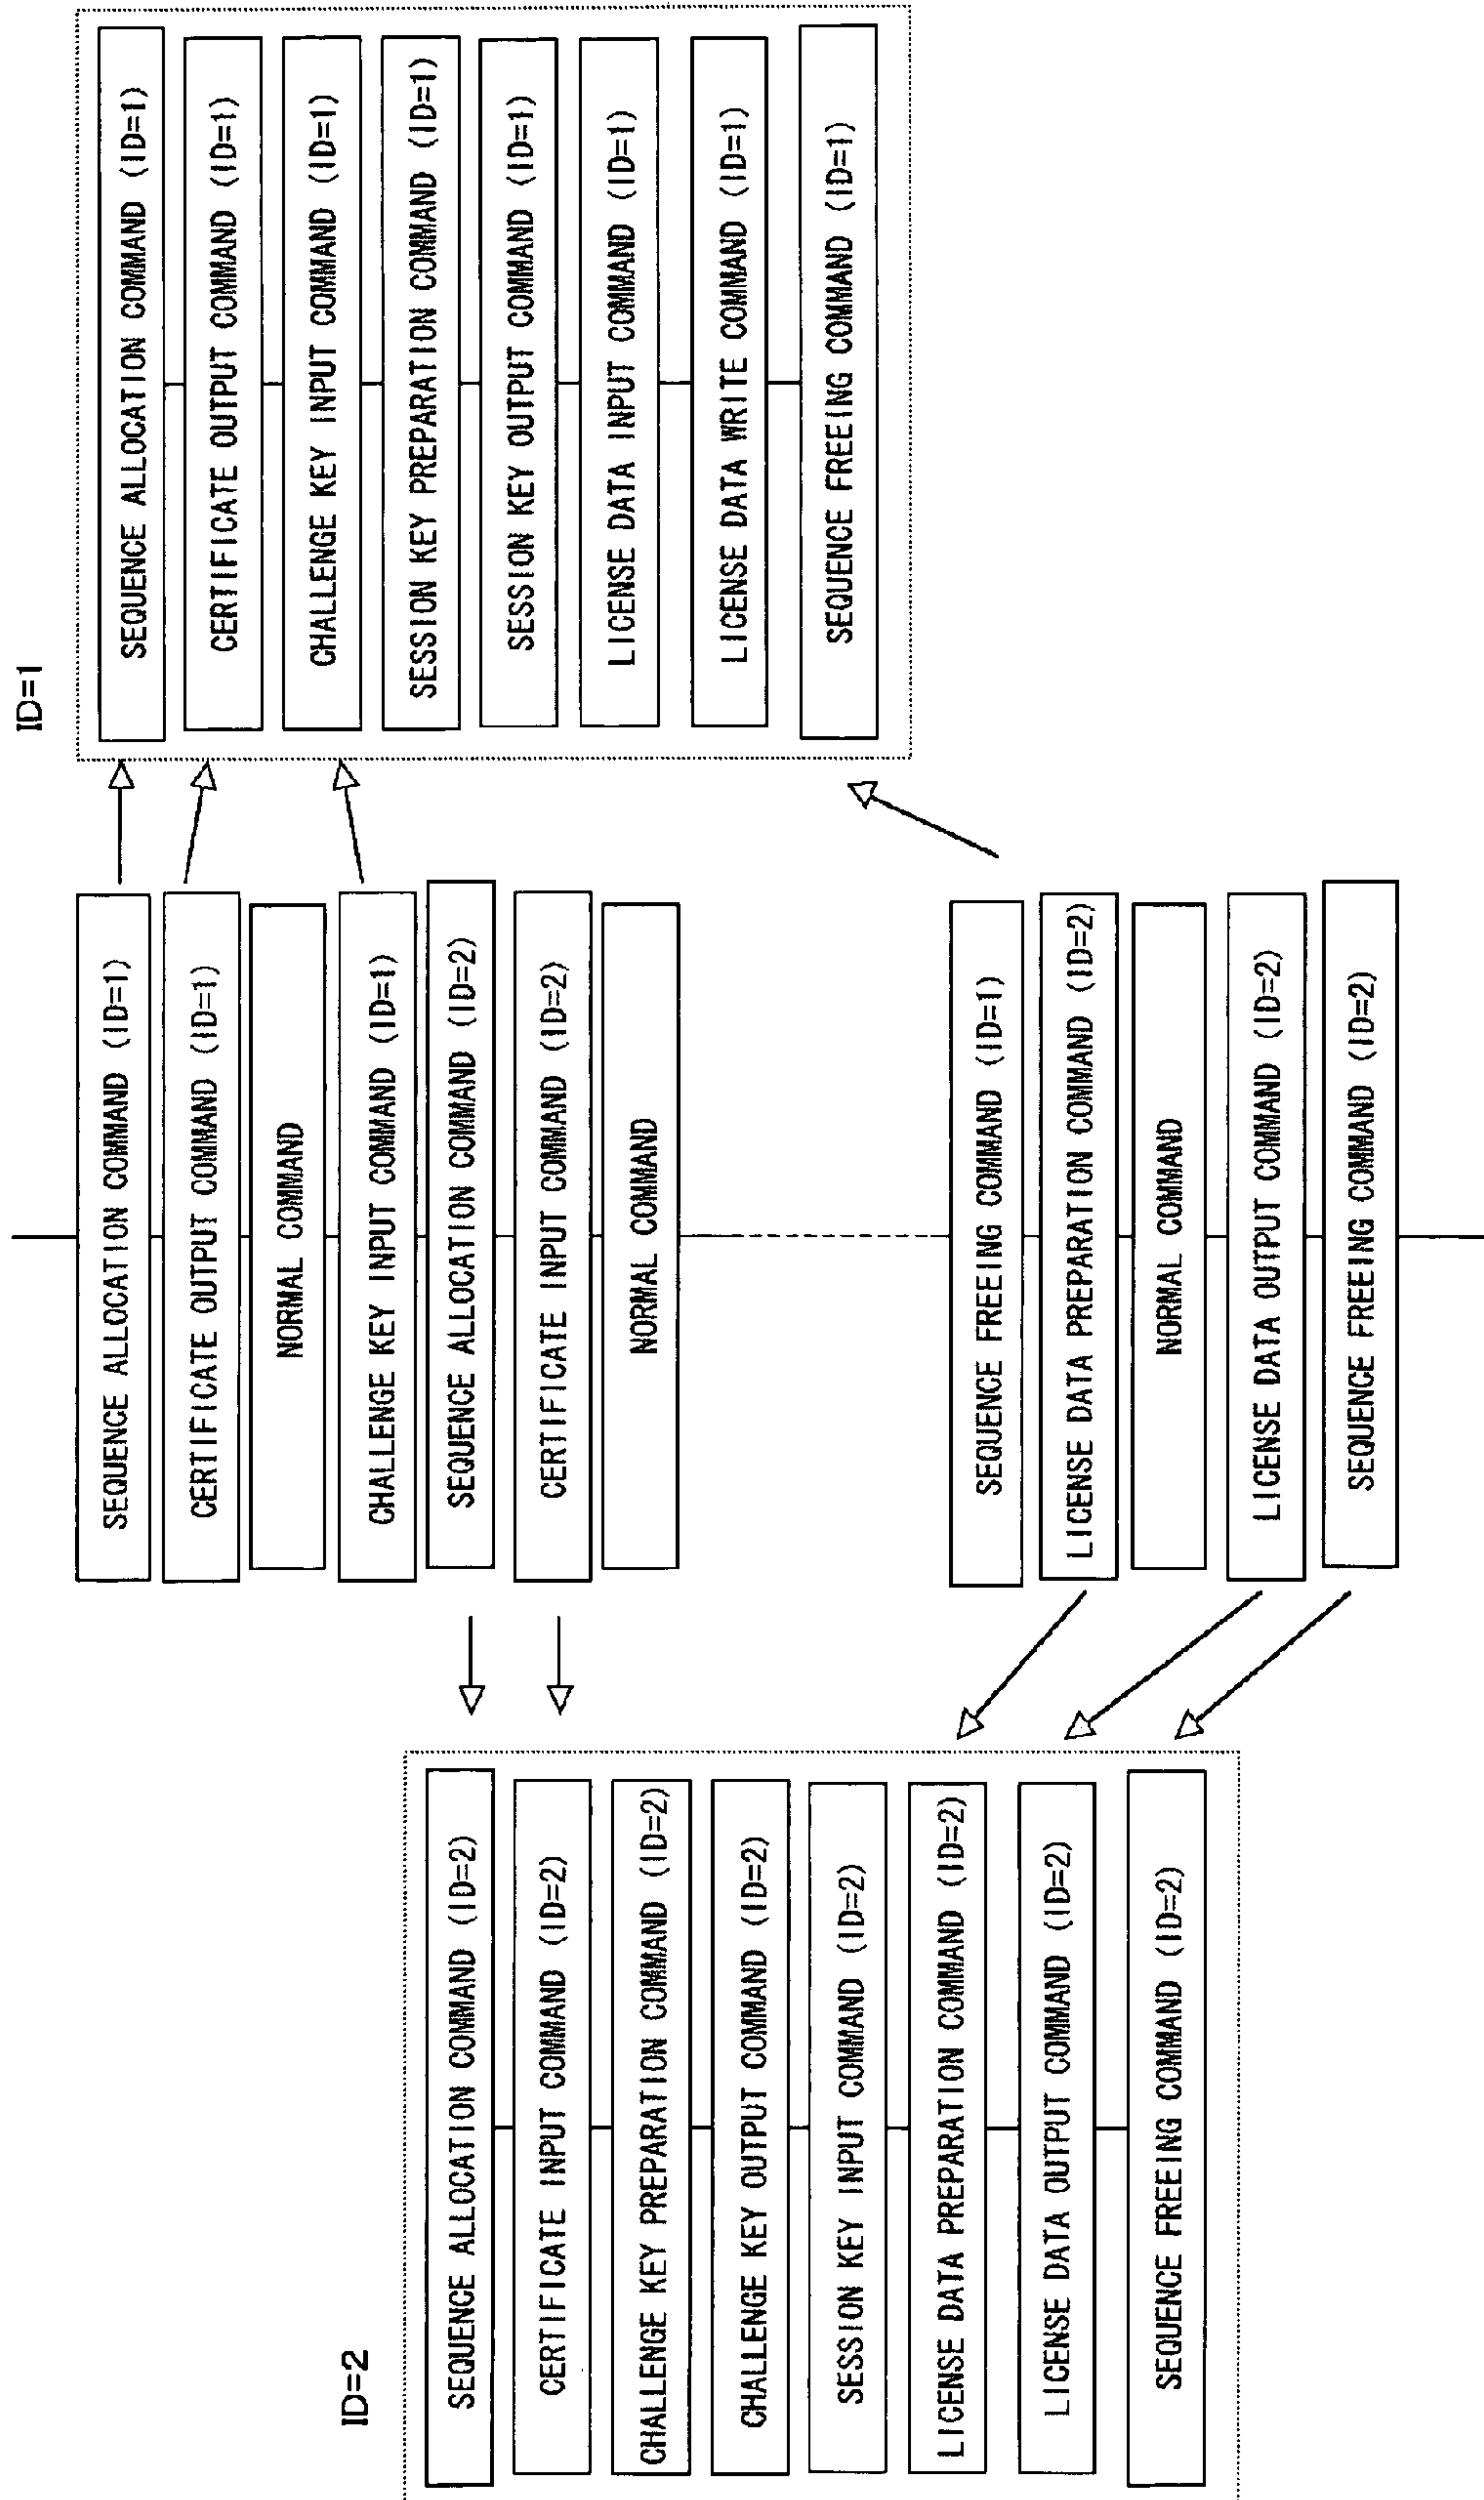 ID=2
SEQUENCE ALLOCATION COMMAND (ID=2)
CERTIFICATE INPUT COMMAND (ID=2)
CHALLENGE KEY PREPARATION COMMAND (ID=2)
CHALLENGE KEY OUTPUT COMMAND (ID=2)
SESSION KEY INPUT COMMAND (ID=2)
LICENSE DATA PREPARATION COMMAND (ID=2)
LICENSE DATA OUTPUT COMMAND (ID=2)
SEQUENCE FREEING COMMAND (ID=2)
SEQUENCE ALLOCATION COMMAND (ID=1)
CERTIFICATE OUTPUT COMMAND (ID=1)
NORMAL COMMAND
CHALLENGE KEY INPUT COMMAND (ID=1)
SEQUENCE ALLOCATION COMMAND (ID=2)
CERTIFICATE INPUT COMMAND (ID=2)
NORMAL COMMAND
SEQUENCE FREEING COMMAND (ID=1)
LICENSE DATA PREPARATION COMMAND (ID=2)
NORMAL COMMAND
LICENSE DATA OUTPUT COMMAND (ID=2)
SEQUENCE FREEING COMMAND (ID=2)
ID=1
SEQUENCE ALLOCATION COMMAND (ID=1)
CERTIFICATE OUTPUT COMMAND (ID=1)
CHALLENGE KEY INPUT COMMAND (ID=1)
SESSION KEY PREPARATION COMMAND (ID=1)
SESSION KEY OUTPUT COMMAND (ID=1)
LICENSE DATA INPUT COMMAND (ID=1)
LICENSE DATA WRITE COMMAND (ID=1)
SEQUENCE FREEING COMMAND (ID=1)